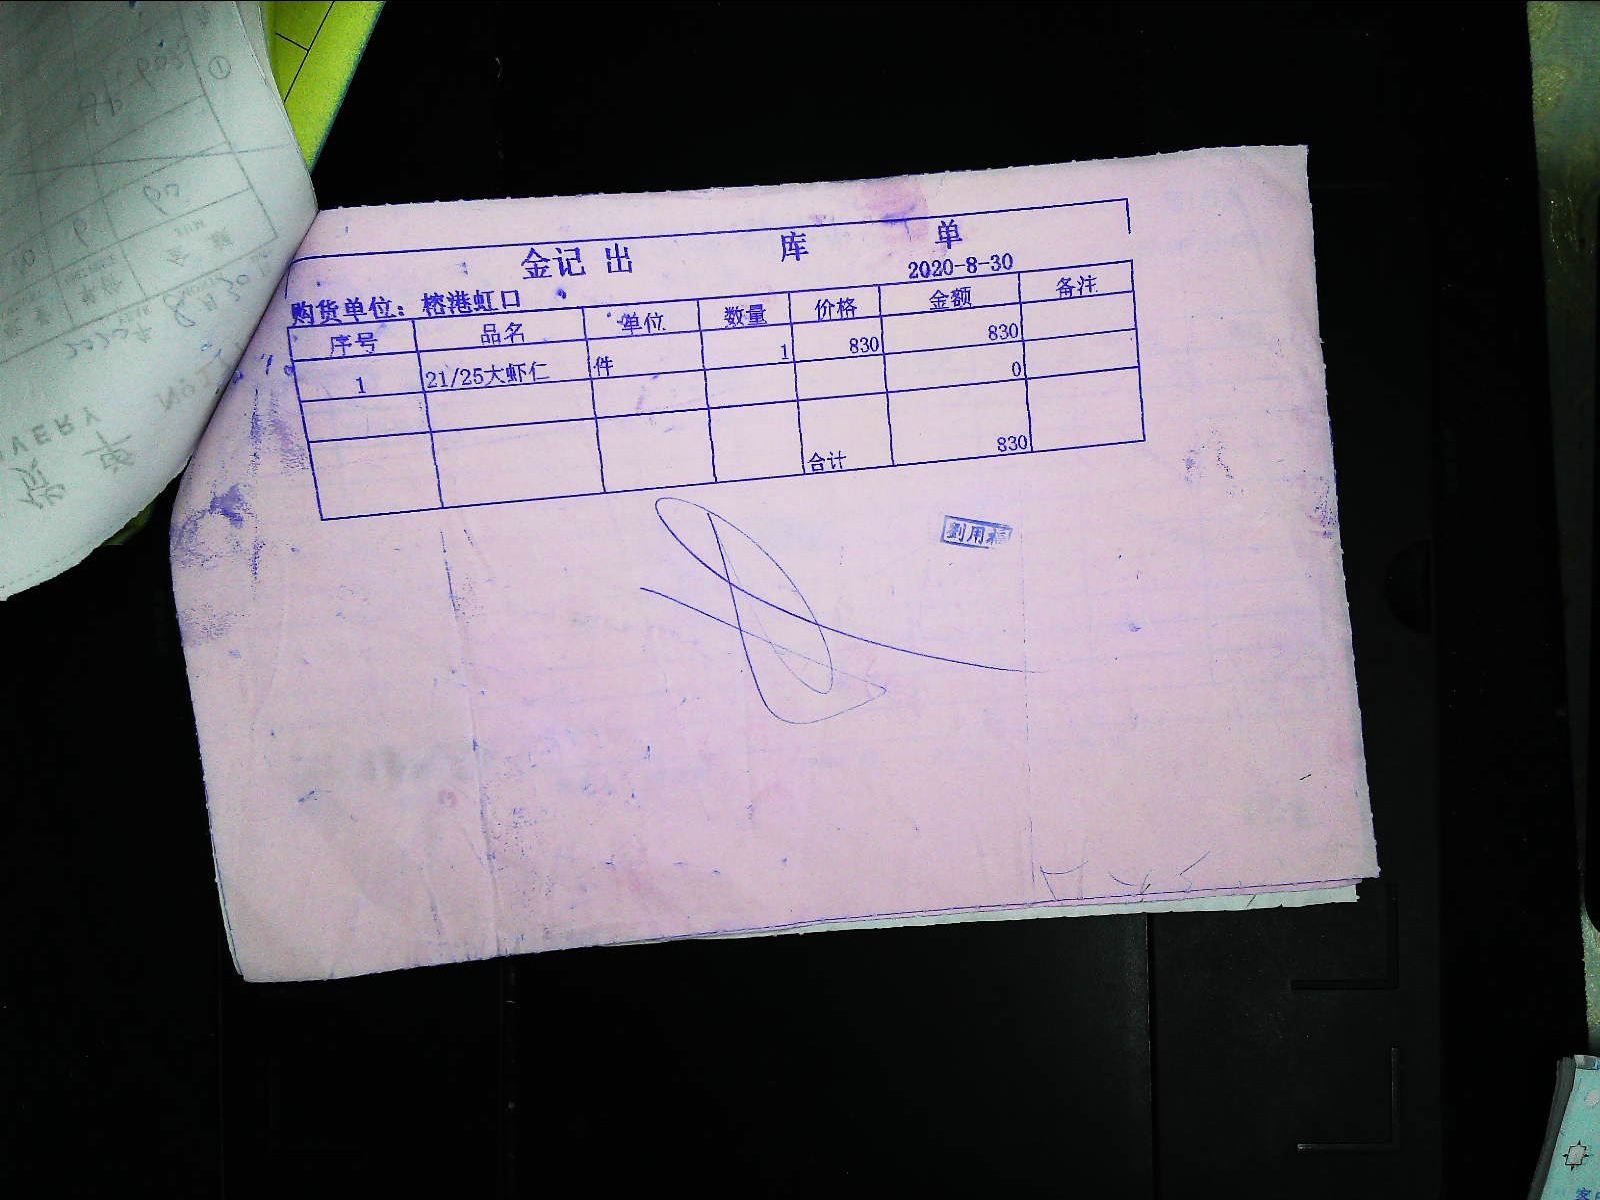 金记 出 库 单
2020-8-30
购货单位：榕港虹口
序号 品名 单位 数量 价格 金额 备注
1 21/25大虾仁 件 1 830 830
0
合计 830
VERY